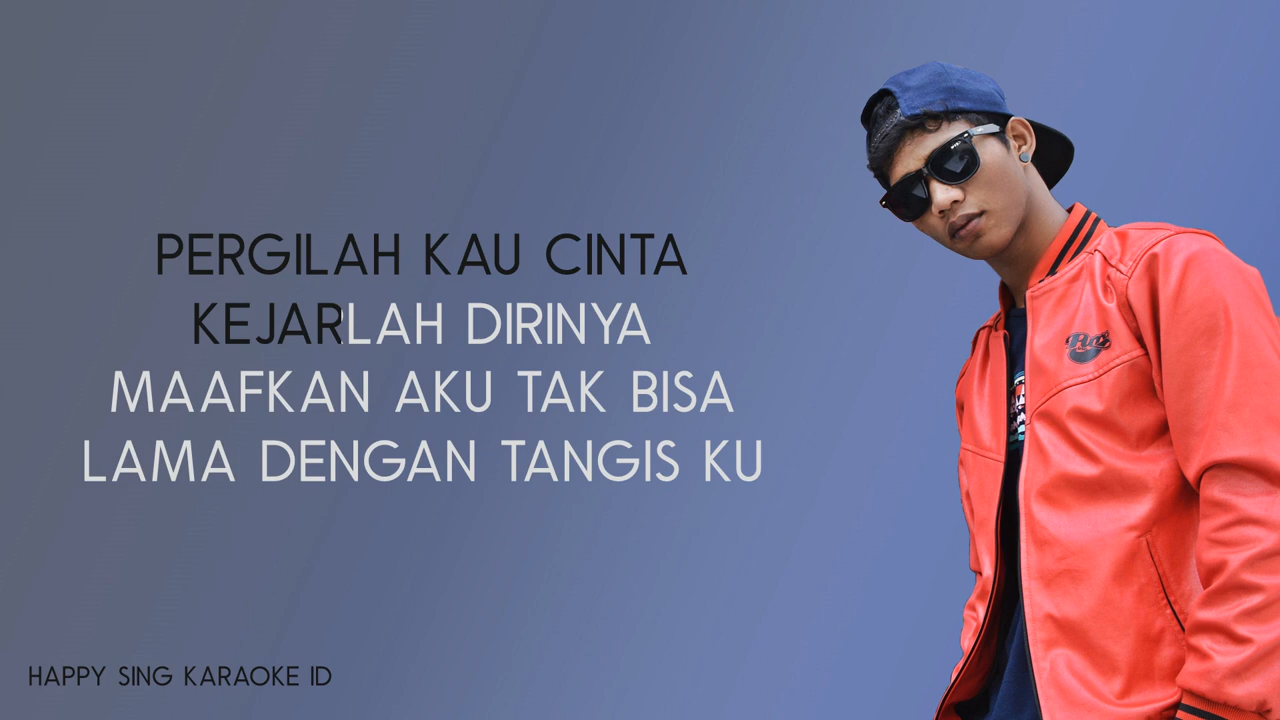 PERGILAH KAU CINTA
KEJARLAH DIRINYA
MAAFKAN AKU TAK BISA
LAMA DENGAN TANGIS KU
HAPPY SING KARAOKE ID